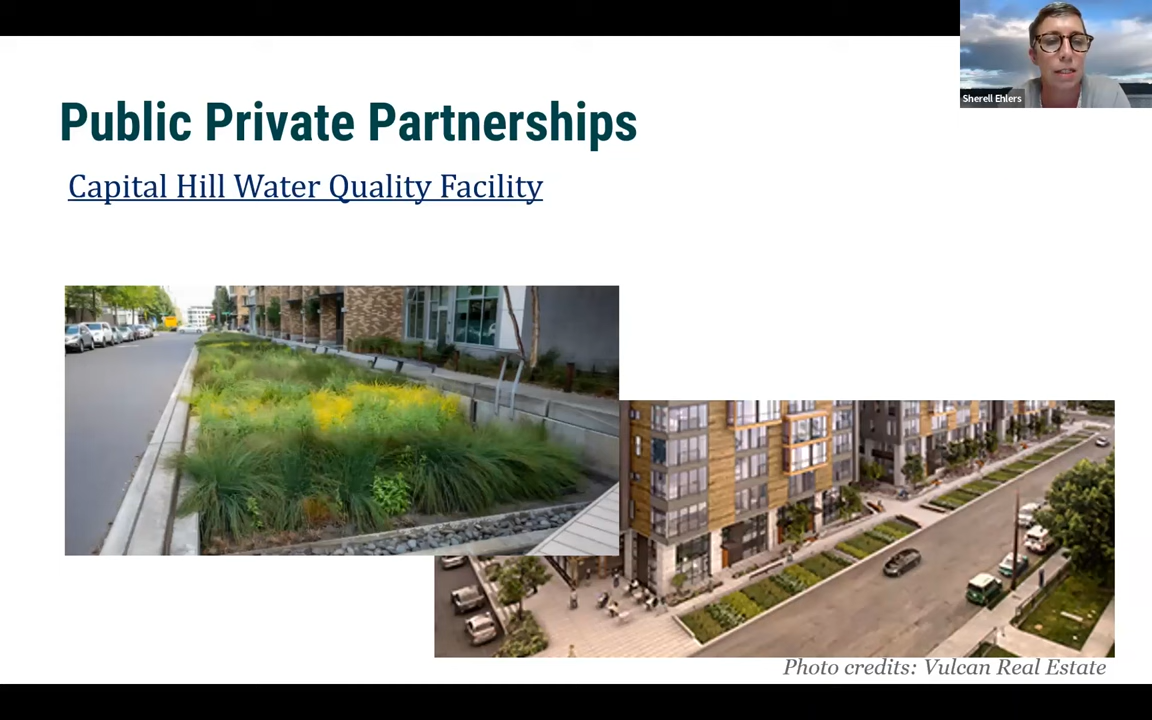 Sherell Ehlers
Public Private Partnerships
Capital Hill Water Quality Facility
Photo credits: Vulcan Real Estate